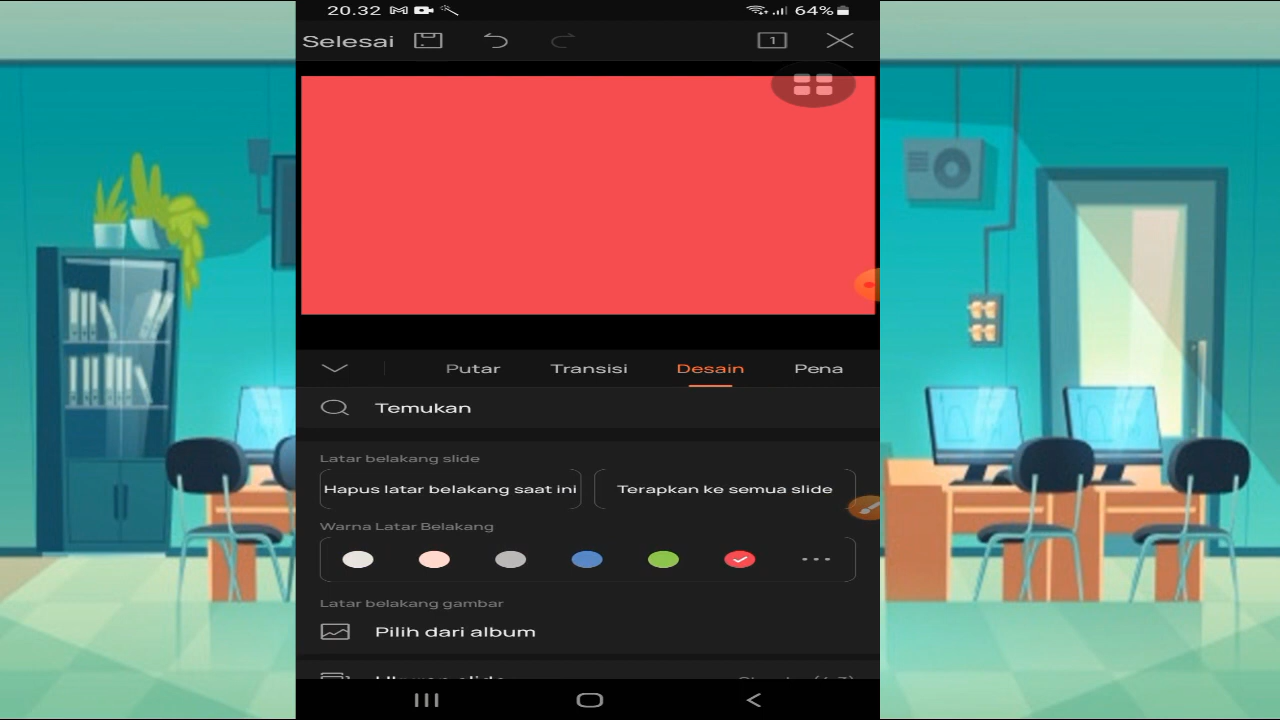 20.32 64%
Selesai 1
Putar Transisi Desain Pena
Temukan
Latar belakang slide
Hapus latar belakang saat ini Terapkan ke semua slide
Warna Latar Belakang
Latar belakang gambar
Pilih dari album